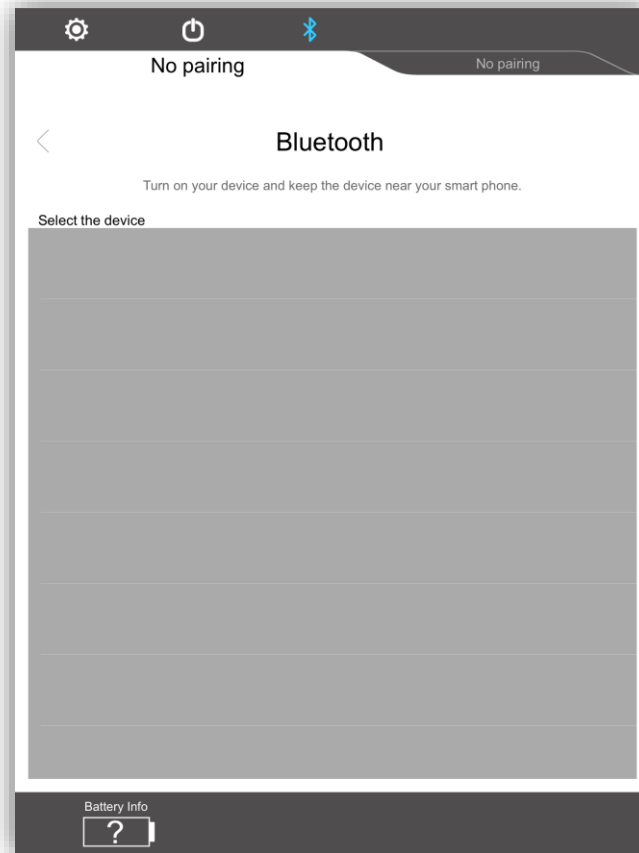 No pairing
No pairing
Bluetooth
Turn on your device and keep the device near your smart phone.
Select the device
Battery Info
?